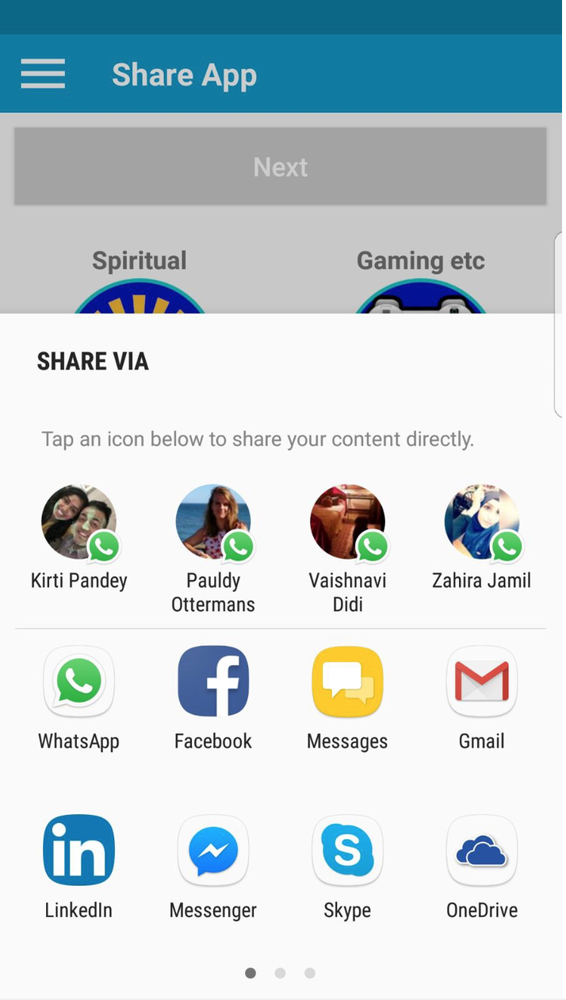 Share App
Next
Spiritual
Gaming etc
SHARE VIA
Tap an icon below to share your content directly.
Kirti Pandey
Pauldy
Ottermans
Vaishnavi
Didi
Zahira Jamil
WhatsApp
Facebook
Messages
Gmail
in
LinkedIn
Messenger
S
Skype
OneDrive